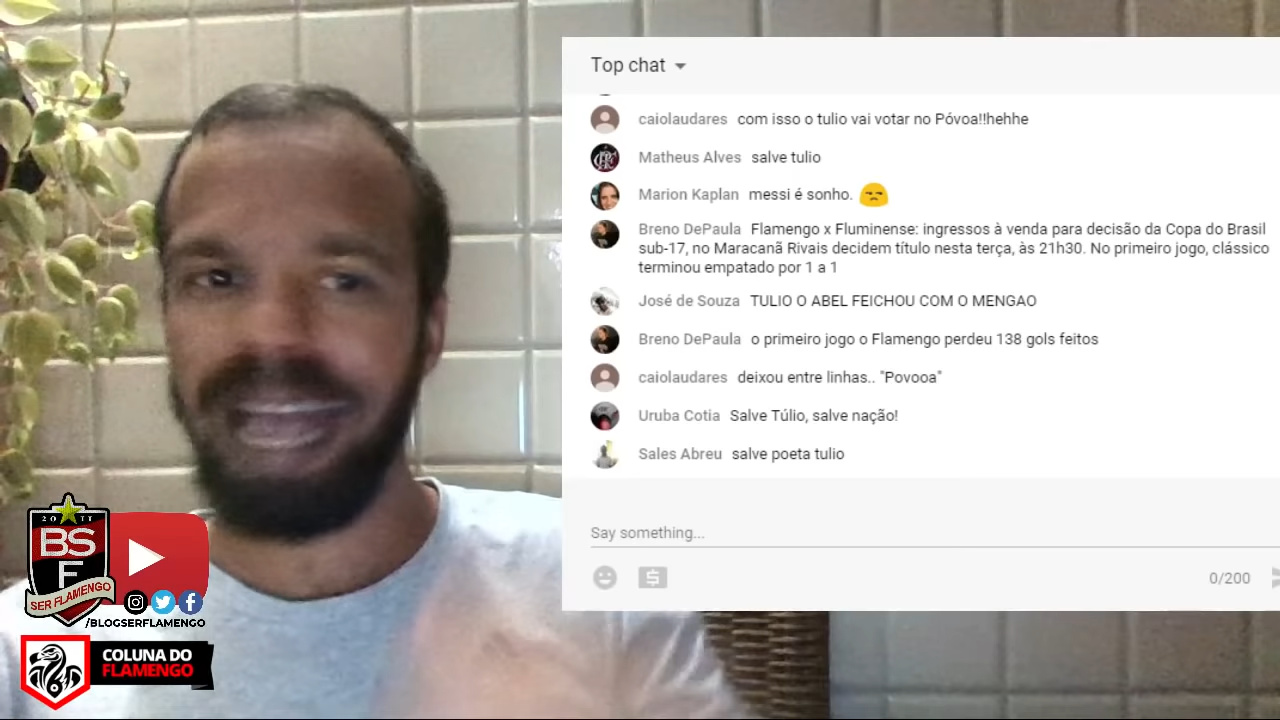 Top chat
caiolaudares com isso o tulio vai votar no Póvoa!!hehhe
Matheus Alves salve tulio
Marion Kaplan messi é sonho.
Breno DePaula Flamengo x Fluminense: ingressos à venda para decisão da Copa do Brasil
sub-17, no Maracanã Rivais decidem título nesta terça, às 21h30. No primeiro jogo, clássico
terminou empatado por 1 a 1
José de Souza TULIO O ABEL FEICHOU COM O MENGAO
Breno DePaula o primeiro jogo o Flamengo perdeu 138 gols feitos
caiolaudares deixou entre linhas.. "Povooa"
Uruba Cotia Salve Túlio, salve nação!
Sales Abreu salve poeta tulio
Say something...
0/200
20 11
BSF
SER FLAMENGO
/BLOGSERFLAMENGO
COLUNA DO
FLAMENGO